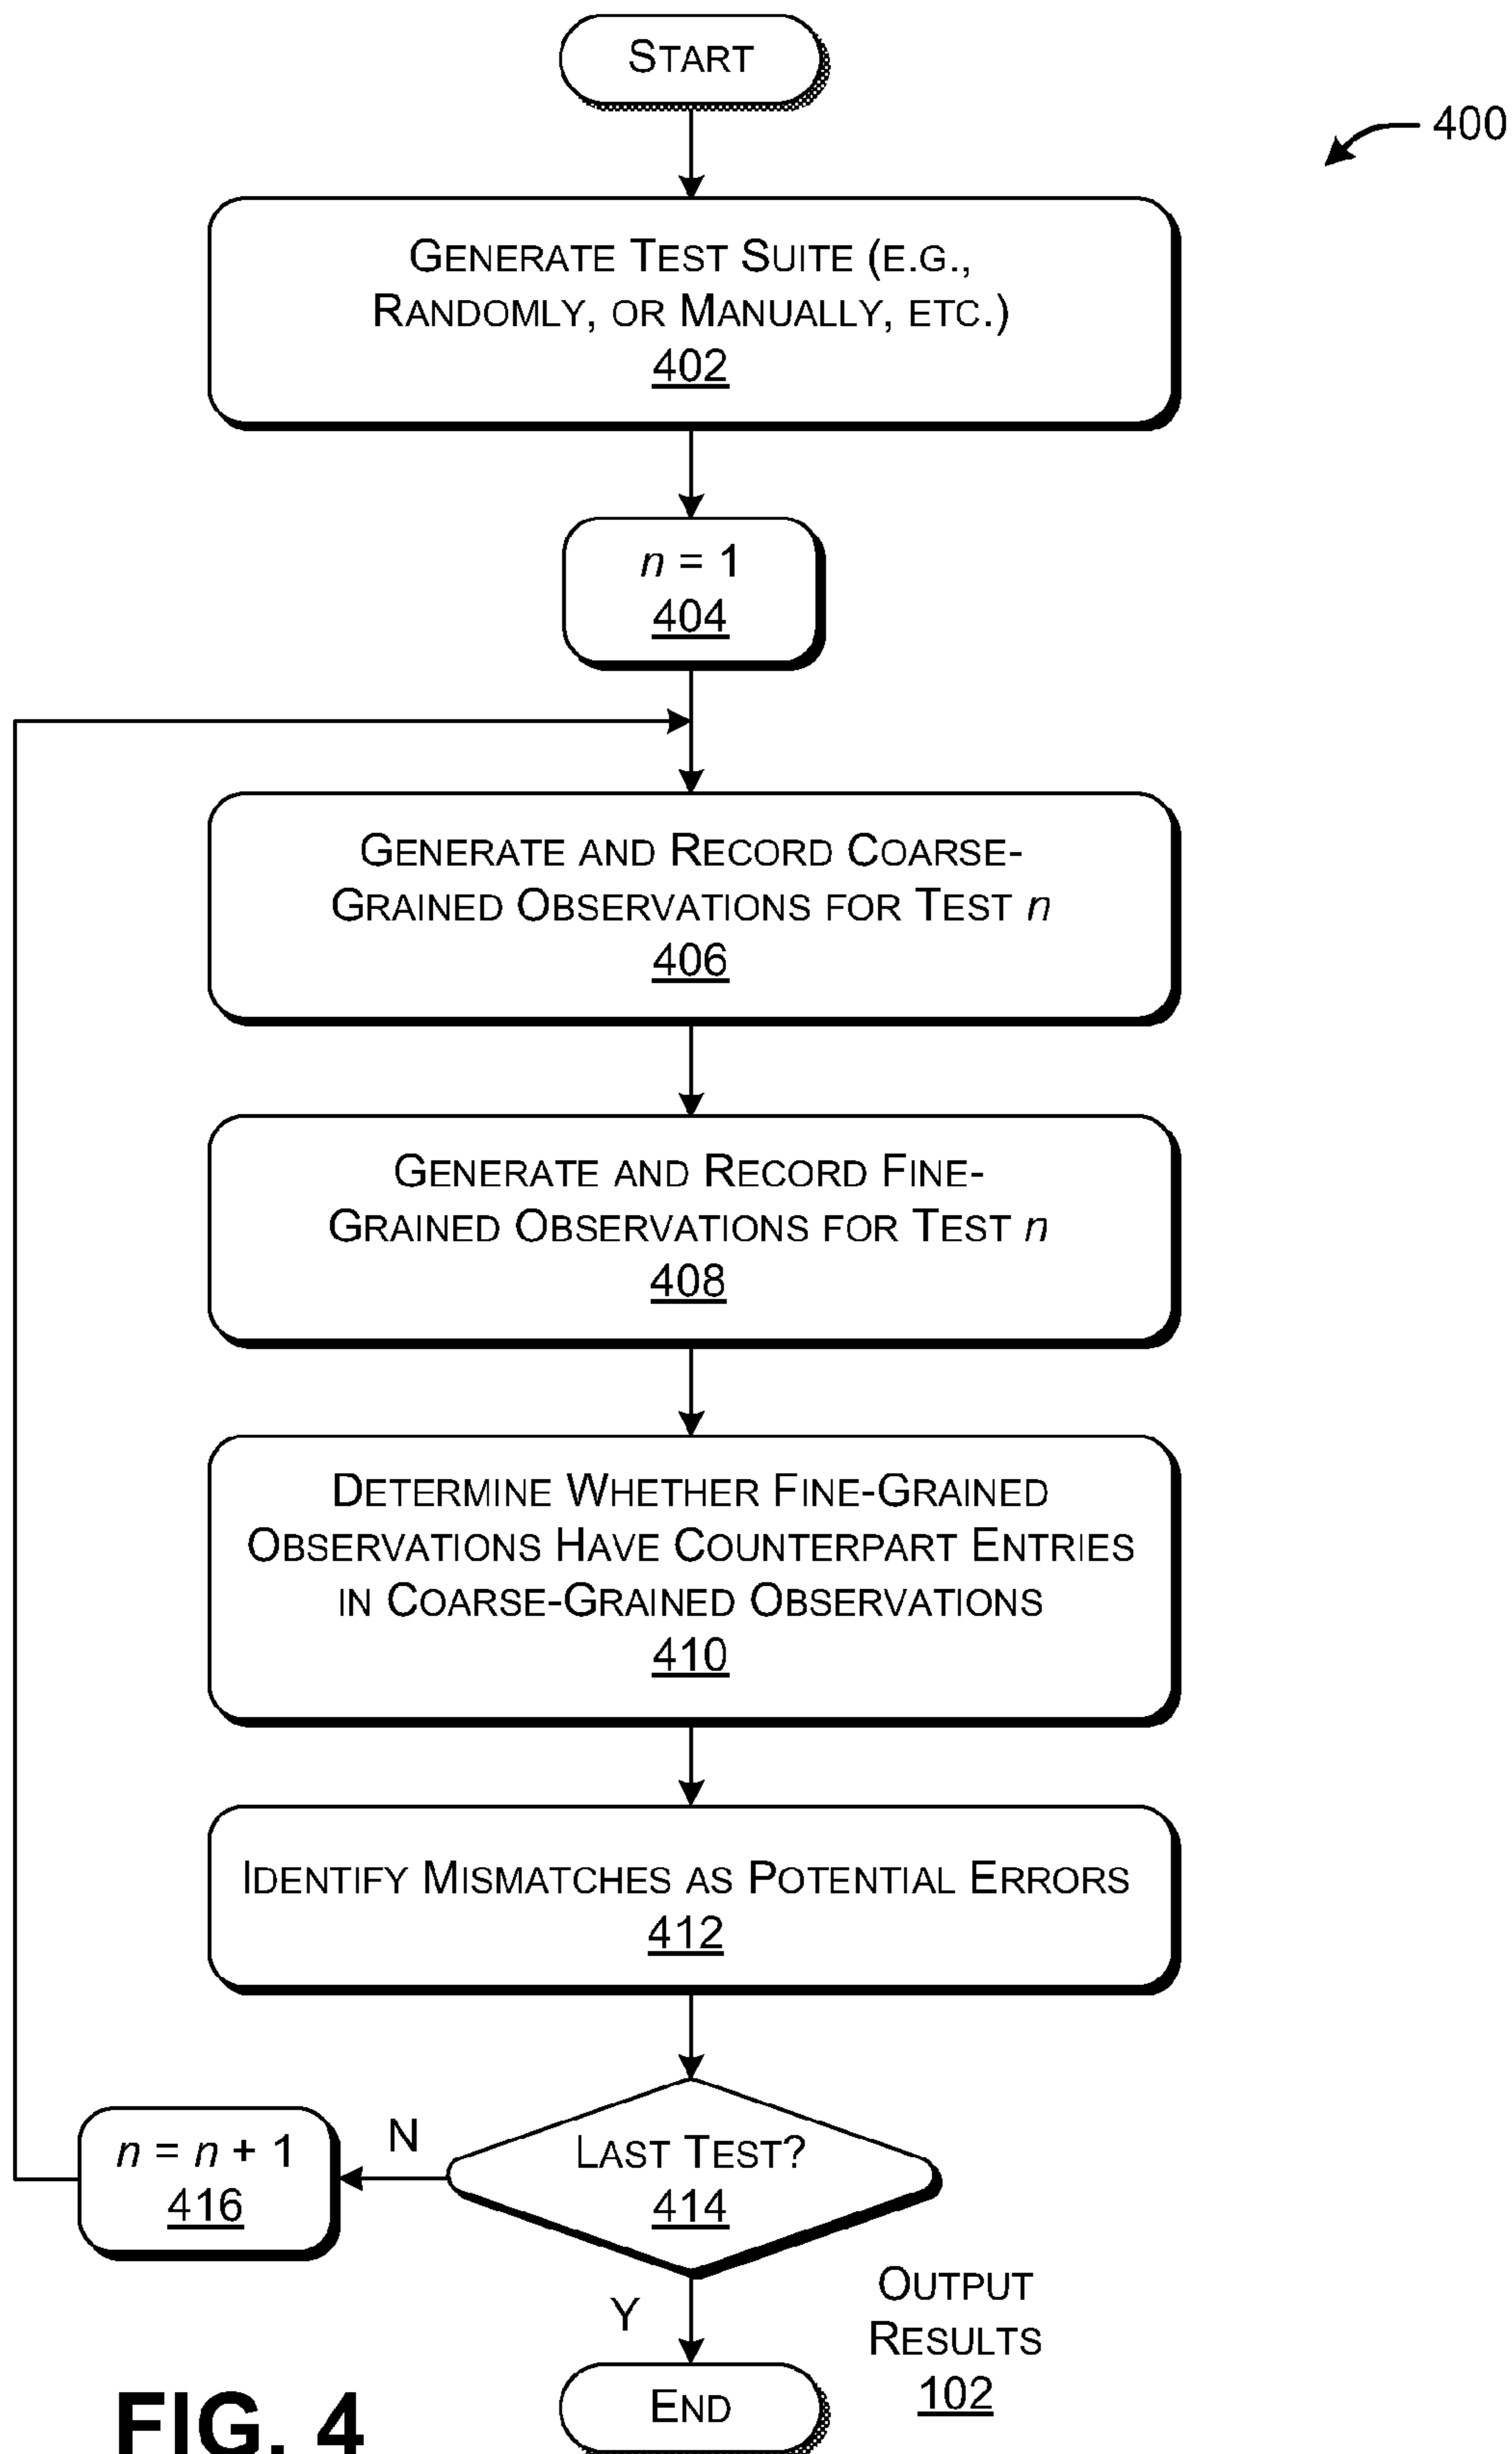 START
400
GENERATE TEST SUITE (E.G.,
RANDOMLY, OR MANUALLY, ETC.)
402
n = 1
404
GENERATE AND RECORD COARSE-
GRAINED OBSERVATIONS FOR TEST n
406
GENERATE AND RECORD FINE-
GRAINED OBSERVATIONS FOR TEST n
408
DETERMINE WHETHER FINE-GRAINED
OBSERVATIONS HAVE COUNTERPART ENTRIES
IN COARSE-GRAINED OBSERVATIONS
410
IDENTIFY MISMATCHES AS POTENTIAL ERRORS
412
LAST TEST?
414
N
n = n + 1
416
Y
OUTPUT
RESULTS
102
END
FIG. 4